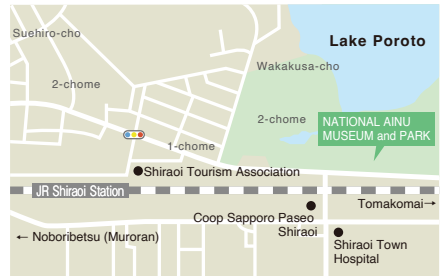 Suehiro-cho
Lake Poroto
Wakakusa-cho
2-chome
2-chome
NATIONAL AINU
MUSEUM and PARK
1-chome
Shiraoi Tourism Association
JR Shiraoi Station
Tomakomai→
Coop Sapporo Paseo
Shiraoi
← Noboribetsu (Muroran)
Shiraoi Town
Hospital